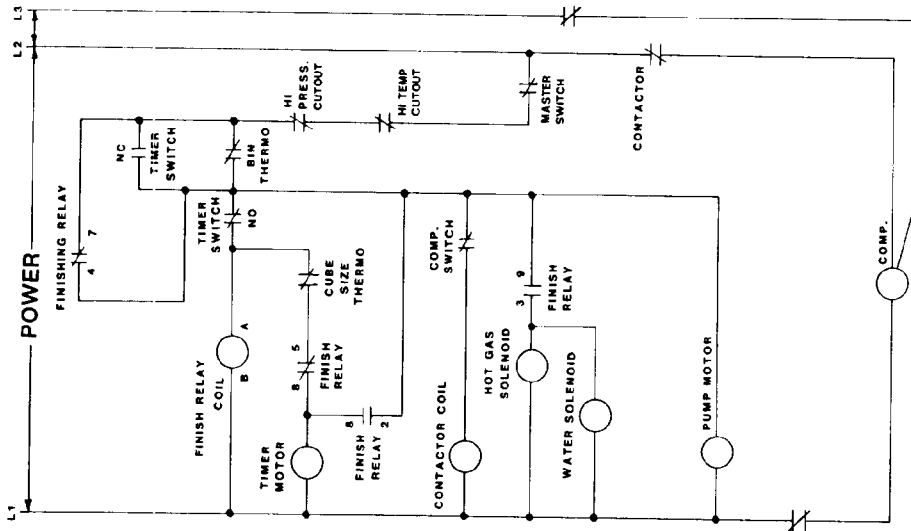 L1
POWER
L2
L3
FINISHING RELAY
4
7
NC
TIMER
SWITCH
HI
PRESS.
CUTOUT
HI TEMP
CUTOUT
BIN
THERMO
MASTER
SWITCH
CONTACTOR
TIMER
SWITCH
NO
FINISH RELAY
COIL
B
A
CUBE
SIZE
THERMO
8
5
FINISH
RELAY
TIMER
MOTOR
8
2
FINISH
RELAY
CONTACTOR COIL
COMP.
SWITCH
HOT GAS
SOLENOID
3
9
FINISH
RELAY
WATER SOLENOID
PUMP MOTOR
COMP.